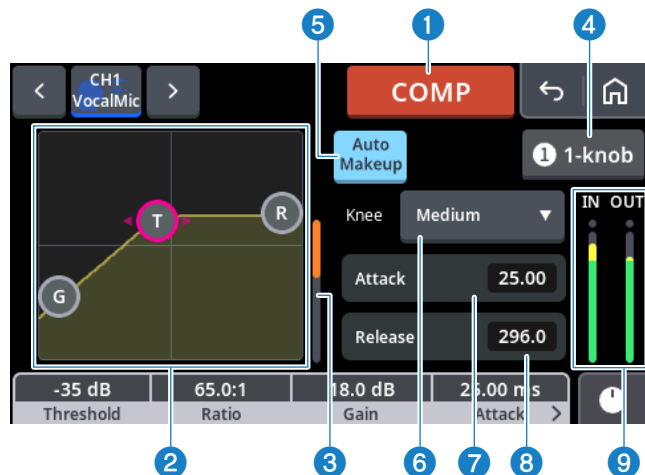 1
5
4
CH1
VocalMic
COMP
Auto
Makeup
1 1-knob
IN OUT
Knee Medium
T
R
G
Attack 25.00
Release 296.0
-35 dB 65.0:1 18.0 dB 25.00 ms
Threshold Ratio Gain Attack
2
3
6
7
8
9